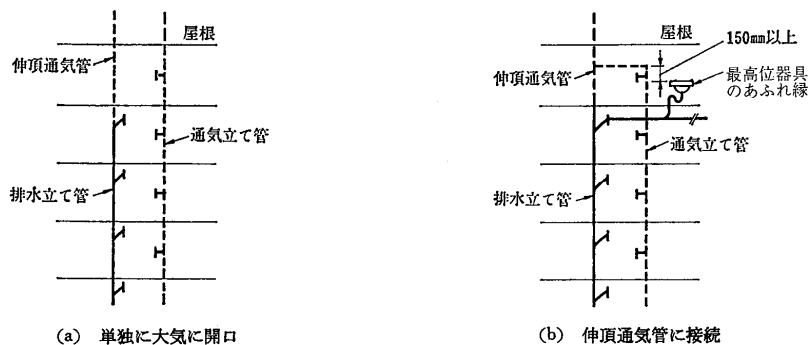 屋根
伸頂通気管
通気立て管
排水立て管
(a) 単独に大気に開口
屋根
150mm以上
伸頂通気管
最高位器具
のあふれ縁
通気立て管
排水立て管
(b) 伸頂通気管に接続